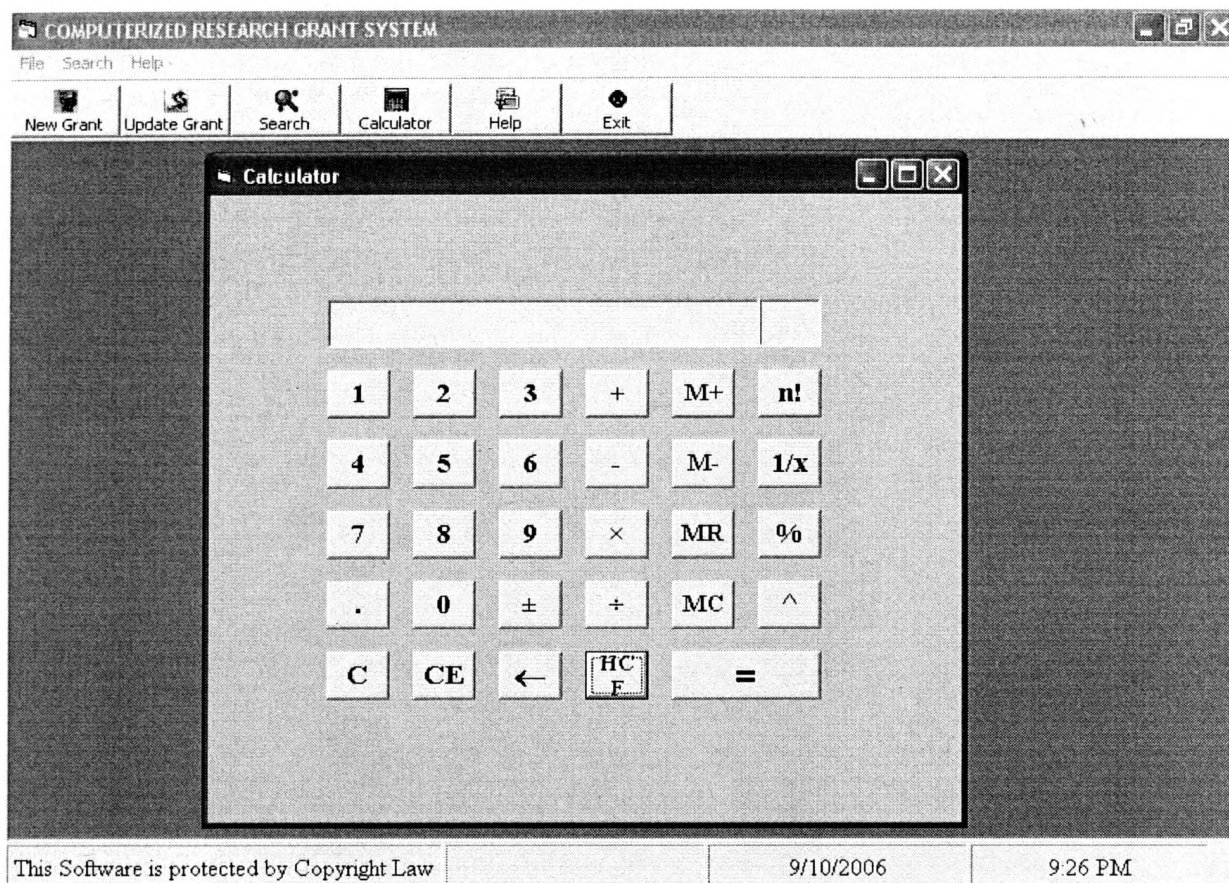 COMPUTERIZED RESEARCH GRANT SYSTEM
File Search Help
New Grant Update Grant Search Calculator Help Exit
Calculator
1 2 3 + M+ n!
4 5 6 - M- 1/x
7 8 9 × MR %
. 0 ± ÷ MC ^
C CE ← HC =
F
This Software is protected by Copyright Law 9/10/2006 9:26 PM